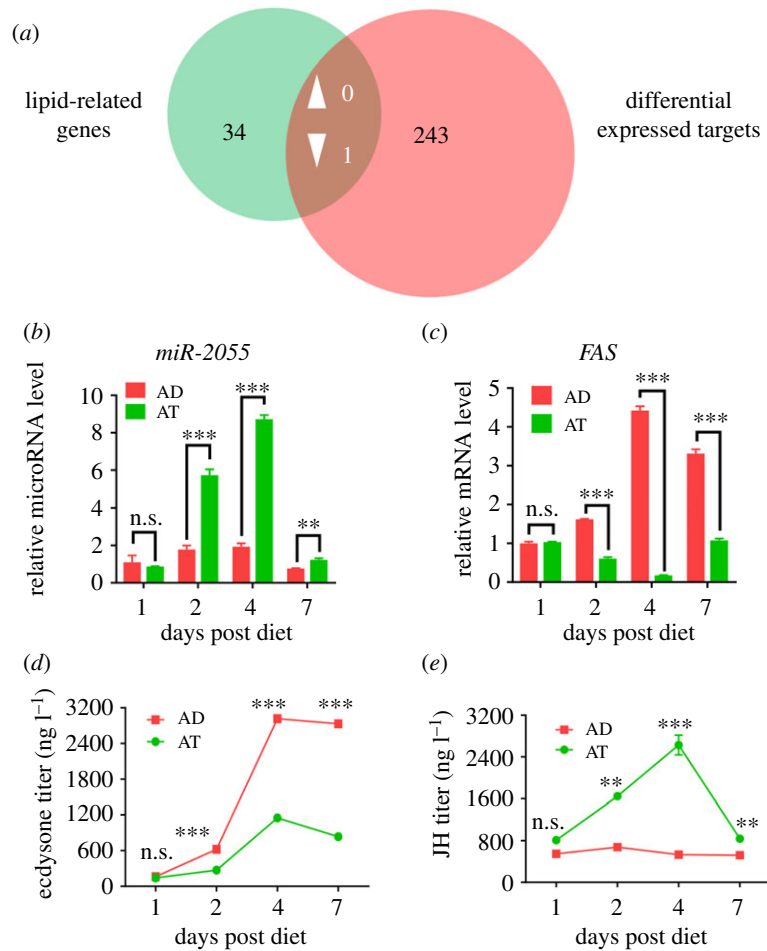 (a)
lipid-related
genes
34
0
1
243
differential
expressed targets
(b)
miR-2055
relative microRNA level
10
8
6
4
2
0
AD
AT
n.s.
***
***
**
1 2 4 7
days post diet
(c)
FAS
relative mRNA level
5
4
3
2
1
0
AD
AT
n.s.
***
***
***
1 2 4 7
days post diet
(d)
ecdysone titer (ng l⁻¹)
3200
2400
1800
1200
600
0
AD
AT
n.s.
***
***
***
1 2 4 7
days post diet
(e)
JH titer (ng l⁻¹)
3200
2400
1600
800
0
AD
AT
n.s.
**
***
**
1 2 4 7
days post diet